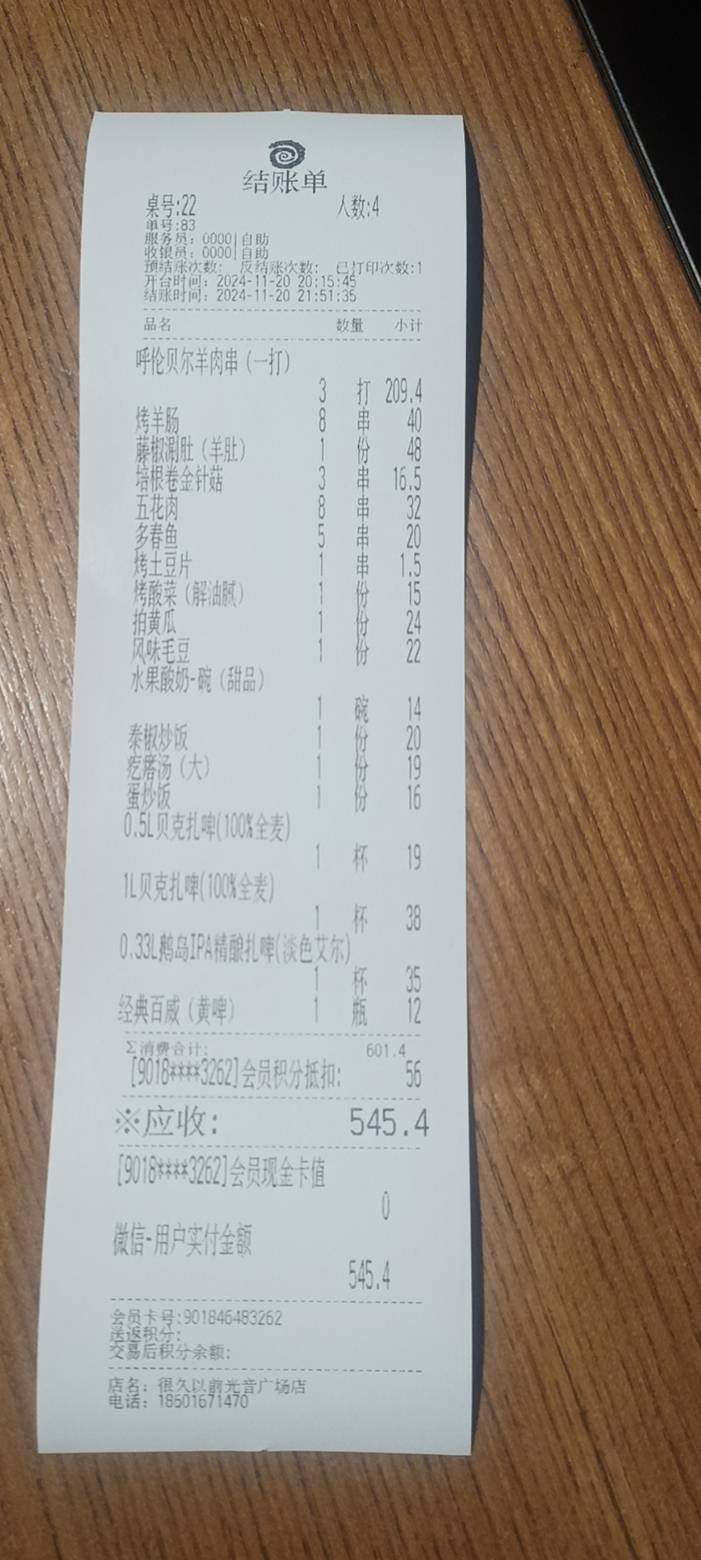 结账单
桌号:22 人数:4
单号:83
服务员: 0000|自助
收银员: 0000|自助
预结账次数: 反结账次数: 已打印次数:1
开台时间: 2024-11-20 20:15:45
结账时间: 2024-11-20 21:51:35
品名 数量 小计
呼伦贝尔羊肉串(一打)
3 打 209.4
烤羊肠 8 串 40
藤椒涮肚(羊肚) 1 份 48
培根卷金针菇 3 串 16.5
五花肉 8 串 32
多春鱼 5 串 20
烤土豆片 1 串 1.5
烤酸菜(解油腻) 1 份 15
拍黄瓜 1 份 24
风味毛豆 1 份 22
水果酸奶-碗(甜品)
1 碗 14
泰椒炒饭 1 份 20
疙瘩汤(大) 1 份 19
蛋炒饭 1 份 16
0.5L贝克扎啤(100%全麦)
1 杯 19
1L贝克扎啤(100%全麦)
1 杯 38
0.33L鹅岛IPA精酿扎啤(淡色艾尔)
1 杯 35
经典百威(黄啤) 1 瓶 12
Σ消费合计: 601.4
[9018****3262]会员积分抵扣: 56
※应收: 545.4
[9018****3262]会员现金卡值
0
微信-用户实付金额
545.4
会员卡号:901846483262
送返积分:
交易后积分余额:
店名: 很久以前光音广场店
电话: 18601671470